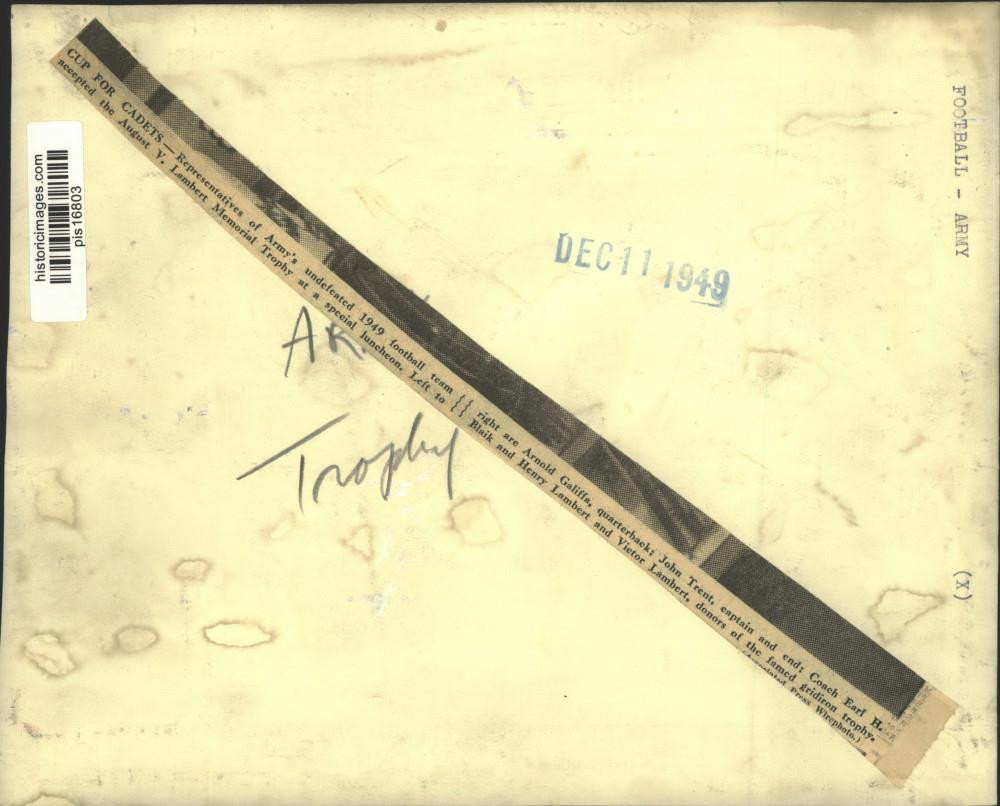 CUP FOR CADETS—Representatives of Army's undefeated 1949 football team
accepted the August V. Lambert Memorial Trophy at a special luncheon. Left to
right are Arnold Galiffa, quarterback; John Trent, captain and end; Coach Earl H.
Blaik and Henry Lambert and Victor Lambert, donors of the famed gridiron trophy.
(Associated Press Wirephoto.)
historicimages.com
pis16803
DEC 11 1949
FOOTBALL - ARMY (X)
Trophy